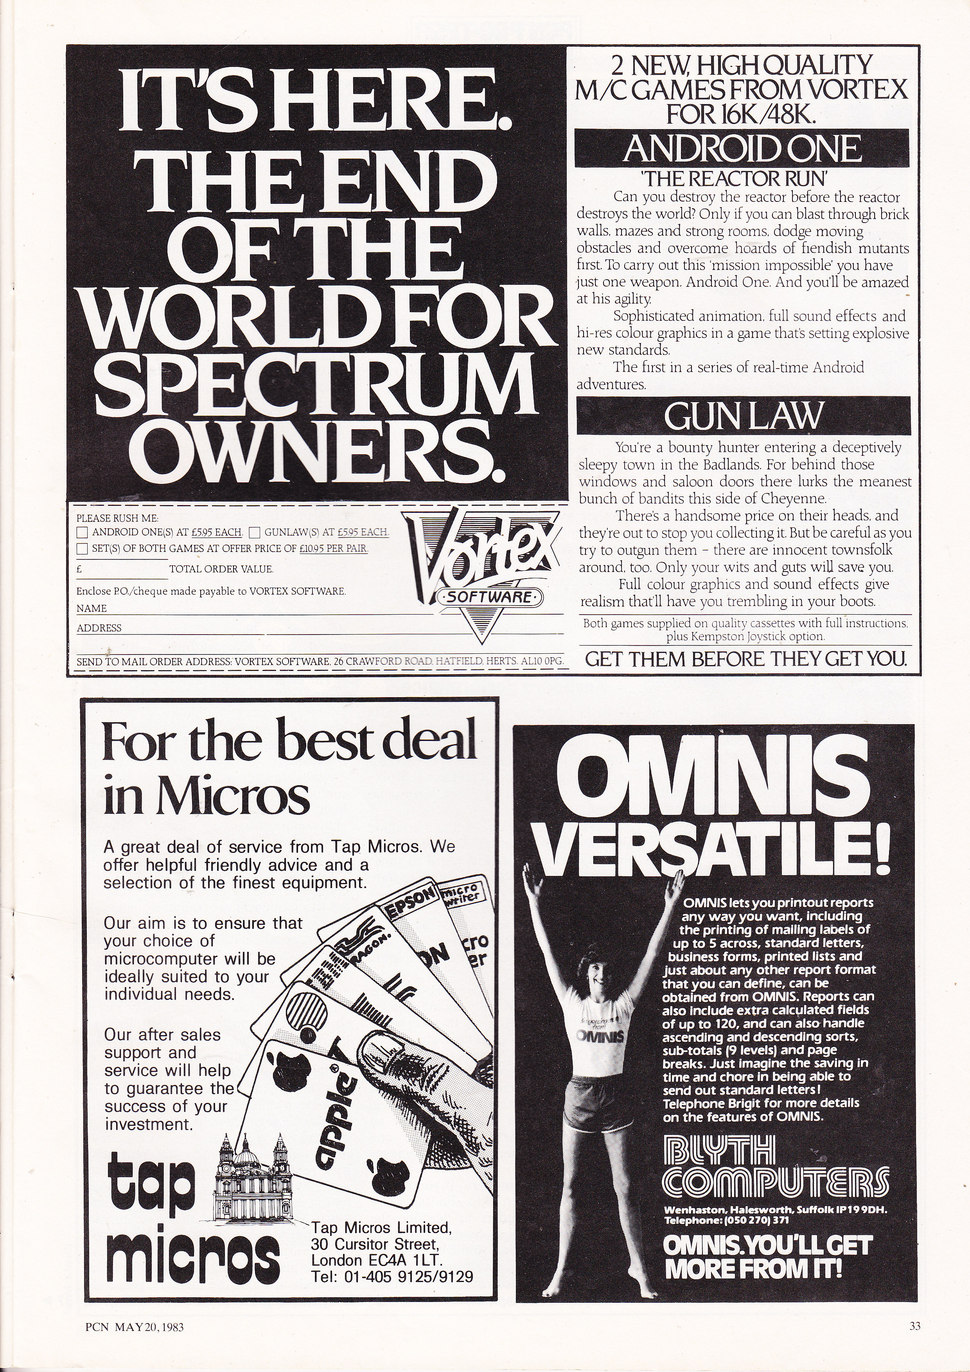 IT'S HERE.
THE END
OF THE
WORLD FOR
SPECTRUM
OWNERS.
PLEASE RUSH ME:
ANDROID ONE(S) AT £5.95 EACH. GUNLAW(S) AT £5.95 EACH.
SET(S) OF BOTH GAMES AT OFFER PRICE OF £10.95 PER PAIR.
£ TOTAL ORDER VALUE.
Enclose P.O./cheque made payable to VORTEX SOFTWARE.
NAME
ADDRESS
SEND TO MAIL ORDER ADDRESS: VORTEX SOFTWARE, 26 CRAWFORD ROAD, HATFIELD, HERTS. AL10 0PG.
Vortex
SOFTWARE
2 NEW, HIGH QUALITY
M/C GAMES FROM VORTEX
FOR 16K/48K.
ANDROID ONE
'THE REACTOR RUN'
Can you destroy the reactor before the reactor
destroys the world? Only if you can blast through brick
walls, mazes and strong rooms, dodge moving
obstacles and overcome hoards of fiendish mutants
first. To carry out this 'mission impossible' you have
just one weapon. Android One. And you'll be amazed
at his agility.
Sophisticated animation, full sound effects and
hi-res colour graphics in a game that's setting explosive
new standards.
The first in a series of real-time Android
adventures.
GUN LAW
You're a bounty hunter entering a deceptively
sleepy town in the Badlands. For behind those
windows and saloon doors there lurks the meanest
bunch of bandits this side of Cheyenne.
There's a handsome price on their heads, and
they're out to stop you collecting it. But be careful as you
try to outgun them – there are innocent townsfolk
around, too. Only your wits and guts will save you.
Full colour graphics and sound effects give
realism that'll have you trembling in your boots.
Both games supplied on quality cassettes with full instructions,
plus Kempston Joystick option.
GET THEM BEFORE THEY GET YOU.
For the best deal
in Micros
A great deal of service from Tap Micros. We
offer helpful friendly advice and a
selection of the finest equipment.
Our aim is to ensure that
your choice of
microcomputer will be
ideally suited to your
individual needs.
Our after sales
support and
service will help
to guarantee the
success of your
investment.
micro
writer
EPSON
DRAGON
apple
tap
micros
Tap Micros Limited,
30 Cursitor Street,
London EC4A 1LT.
Tel: 01-405 9125/9129
OMNIS
VERSATILE!
OMNIS lets you printout reports
any way you want, including
the printing of mailing labels of
up to 5 across, standard letters,
business forms, printed lists and
just about any other report format
that you can define, can be
obtained from OMNIS. Reports can
also include extra calculated fields
of up to 120, and can also handle
ascending and descending sorts,
sub-totals (9 levels) and page
breaks. Just imagine the saving in
time and chore in being able to
send out standard letters!
Telephone Brigit for more details
on the features of OMNIS.
OMNIS
BLYTH
COMPUTERS
Wenhaston, Halesworth, Suffolk IP19 9DH.
Telephone: (050 270) 371
OMNIS. YOU'LL GET
MORE FROM IT!
PCN MAY 20, 1983
33